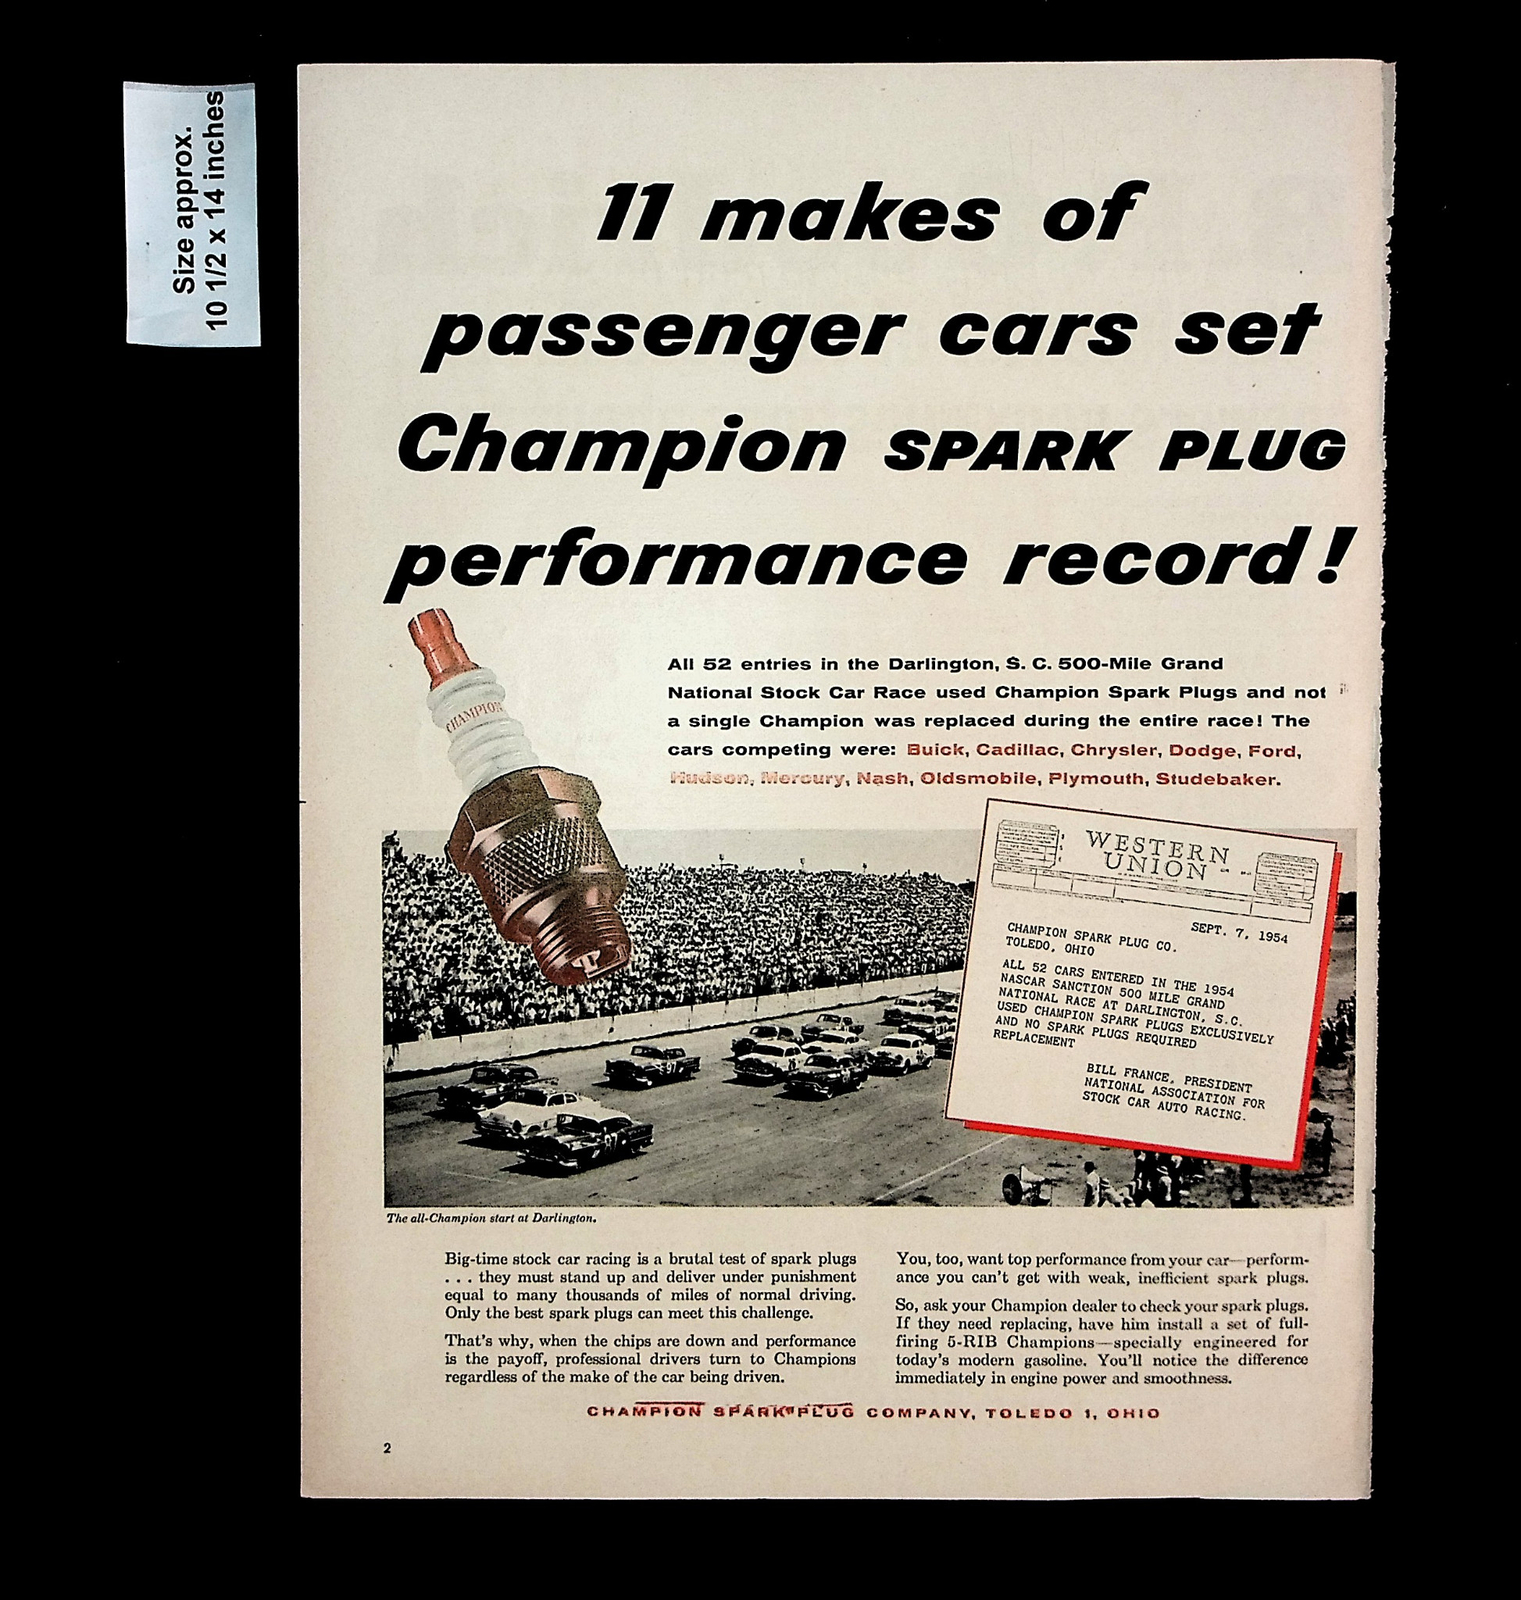 Size approx.
10 1/2 x 14 inches
11 makes of
passenger cars set
Champion SPARK PLUG
performance record!
All 52 entries in the Darlington, S. C. 500-Mile Grand
National Stock Car Race used Champion Spark Plugs and not
a single Champion was replaced during the entire race! The
cars competing were: Buick, Cadillac, Chrysler, Dodge, Ford,
Hudson, Mercury, Nash, Oldsmobile, Plymouth, Studebaker.
CHAMPION
WESTERN
UNION
SEPT. 7, 1954
CHAMPION SPARK PLUG CO.
TOLEDO, OHIO
ALL 52 CARS ENTERED IN THE 1954
NASCAR SANCTION 500 MILE GRAND
NATIONAL RACE AT DARLINGTON, S.C.
USED CHAMPION SPARK PLUGS EXCLUSIVELY
AND NO SPARK PLUGS REQUIRED
REPLACEMENT
BILL FRANCE, PRESIDENT
NATIONAL ASSOCIATION FOR
STOCK CAR AUTO RACING.
97
87
The all-Champion start at Darlington.
Big-time stock car racing is a brutal test of spark plugs
. . . they must stand up and deliver under punishment
equal to many thousands of miles of normal driving.
Only the best spark plugs can meet this challenge.
That's why, when the chips are down and performance
is the payoff, professional drivers turn to Champions
regardless of the make of the car being driven.
You, too, want top performance from your car—perform-
ance you can't get with weak, inefficient spark plugs.
So, ask your Champion dealer to check your spark plugs.
If they need replacing, have him install a set of full-
firing 5-RIB Champions—specially engineered for
today's modern gasoline. You'll notice the difference
immediately in engine power and smoothness.
CHAMPION SPARK PLUG COMPANY, TOLEDO 1, OHIO
2